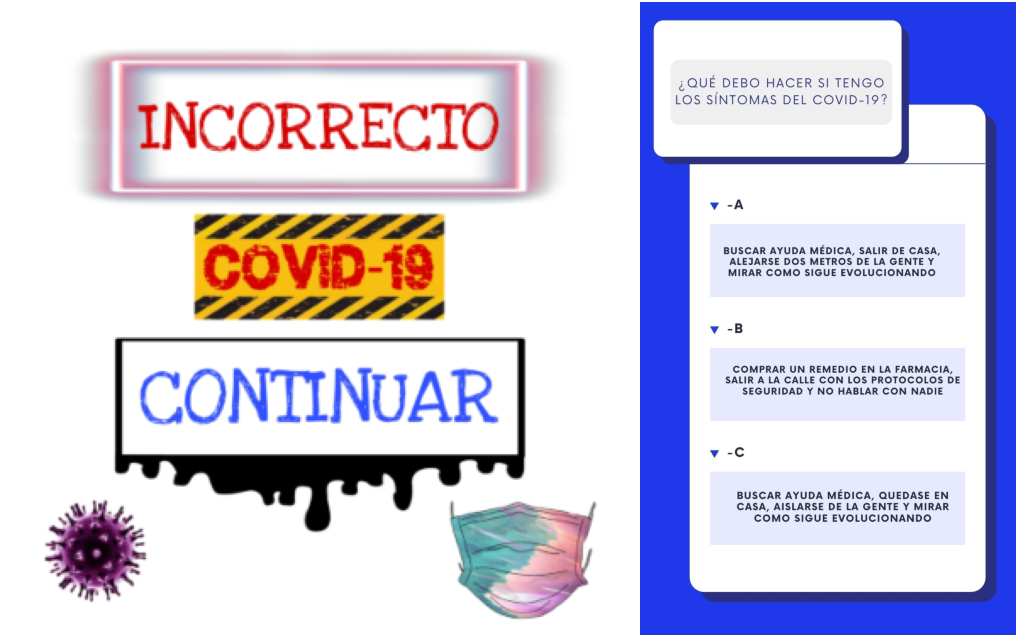 INCORRECTO
COVID-19
CONTINUAR
¿QUÉ DEBO HACER SI TENGO
LOS SÍNTOMAS DEL COVID-19?
-A
BUSCAR AYUDA MÉDICA, SALIR DE CASA,
ALEJARSE DOS METROS DE LA GENTE Y
MIRAR COMO SIGUE EVOLUCIONANDO
-B
COMPRAR UN REMEDIO EN LA FARMACIA,
SALIR A LA CALLE CON LOS PROTOCOLOS DE
SEGURIDAD Y NO HABLAR CON NADIE
-C
BUSCAR AYUDA MÉDICA, QUEDASE EN
CASA, AISLARSE DE LA GENTE Y MIRAR
COMO SIGUE EVOLUCIONANDO